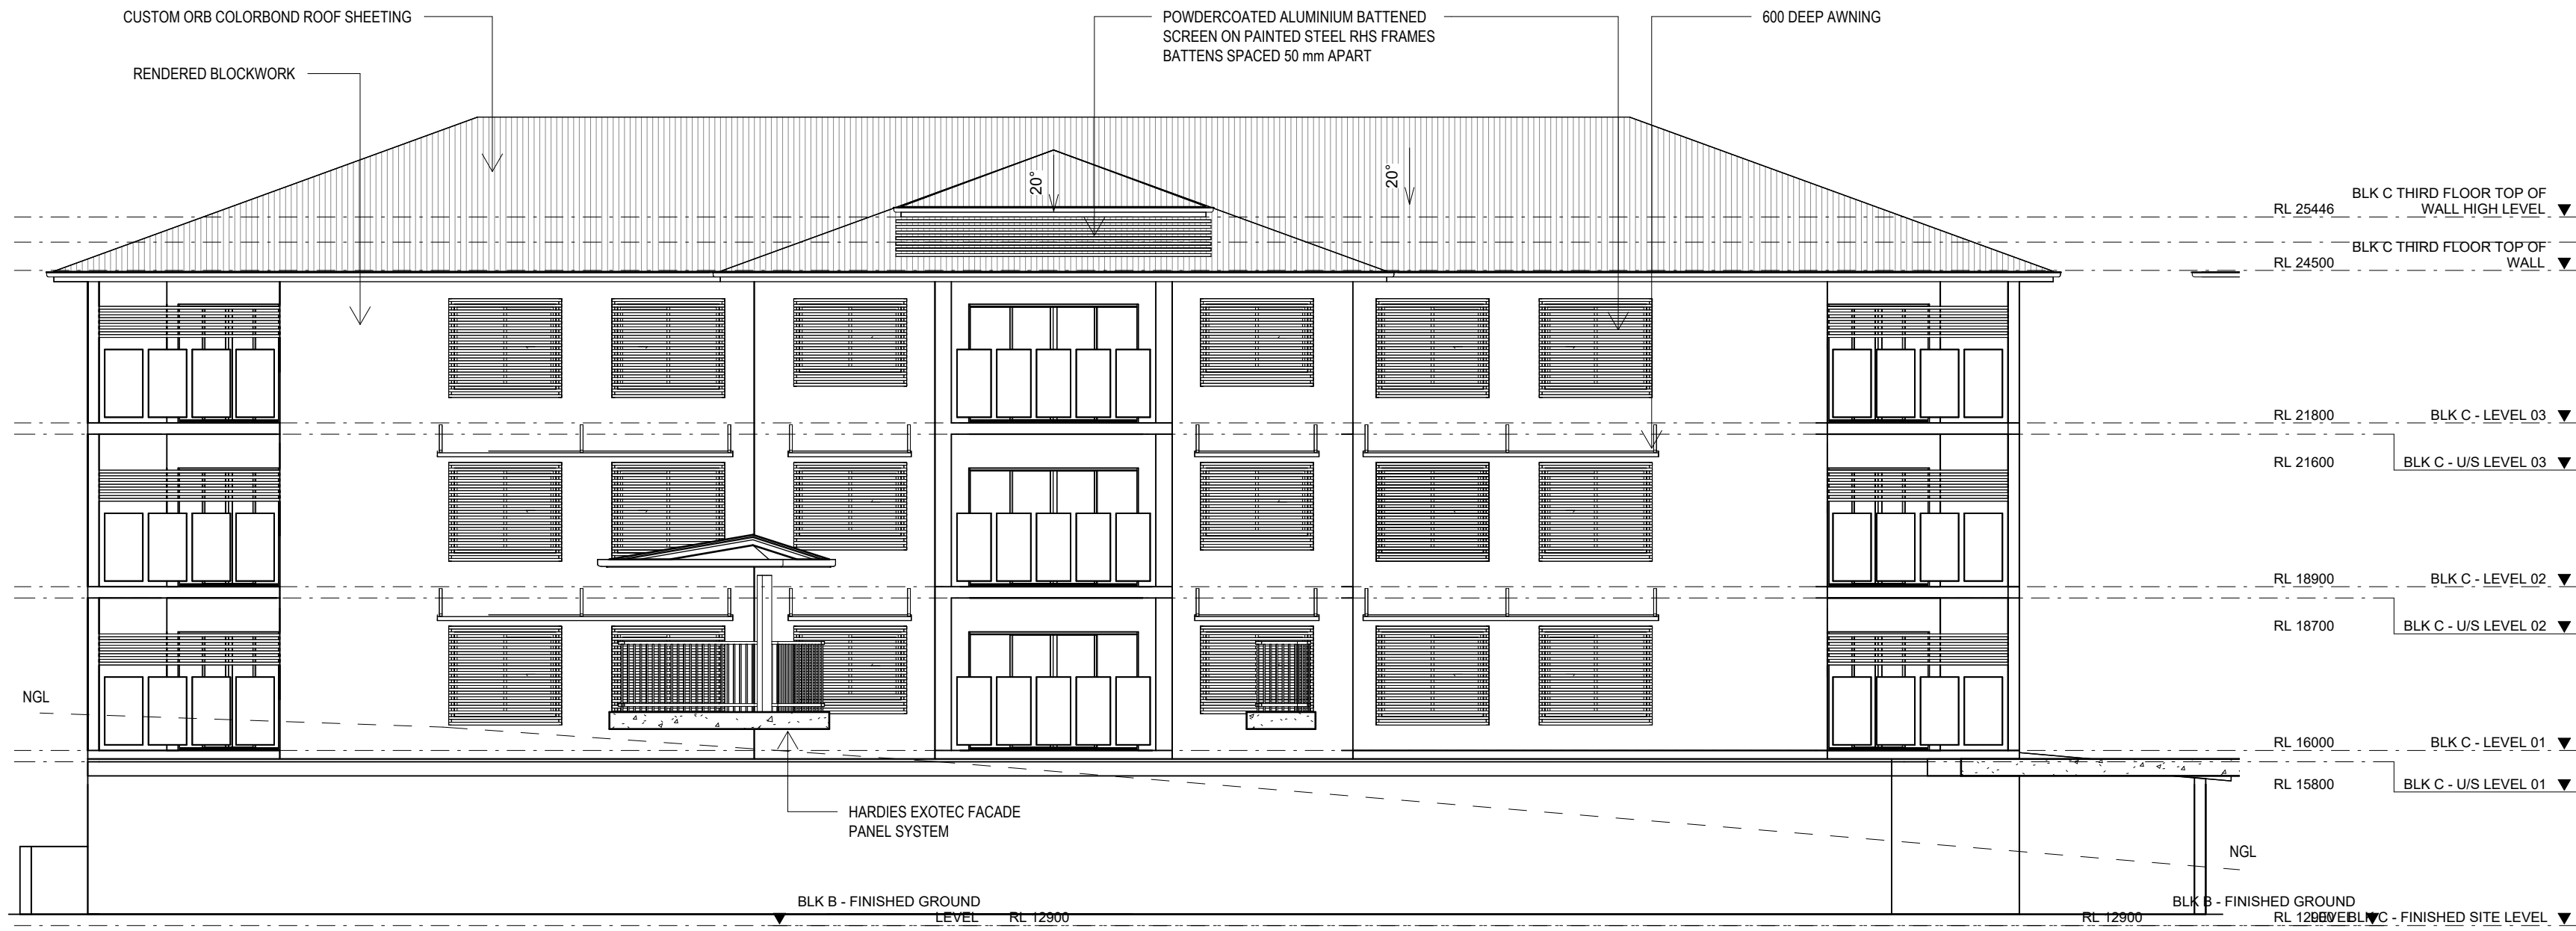 CUSTOM ORB COLORBOND ROOF SHEETING
POWDERCOATED ALUMINIUM BATTENED
SCREEN ON PAINTED STEEL RHS FRAMES
BATTENS SPACED 50 mm APART
600 DEEP AWNING
RENDERED BLOCKWORK
20°
20°
BLK C THIRD FLOOR TOP OF
RL 25446 WALL HIGH LEVEL
BLK C THIRD FLOOR TOP OF
RL 24500 WALL
RL 21800 BLK C - LEVEL 03
RL 21600 BLK C - U/S LEVEL 03
RL 18900 BLK C - LEVEL 02
RL 18700 BLK C - U/S LEVEL 02
NGL
RL 16000 BLK C - LEVEL 01
RL 15800 BLK C - U/S LEVEL 01
HARDIES EXOTEC FACADE
PANEL SYSTEM
NGL
BLK B - FINISHED GROUND
LEVEL RL 12900
BLK B - FINISHED GROUND
LEVEL RL 12900
RL 12900 BLK C - FINISHED SITE LEVEL